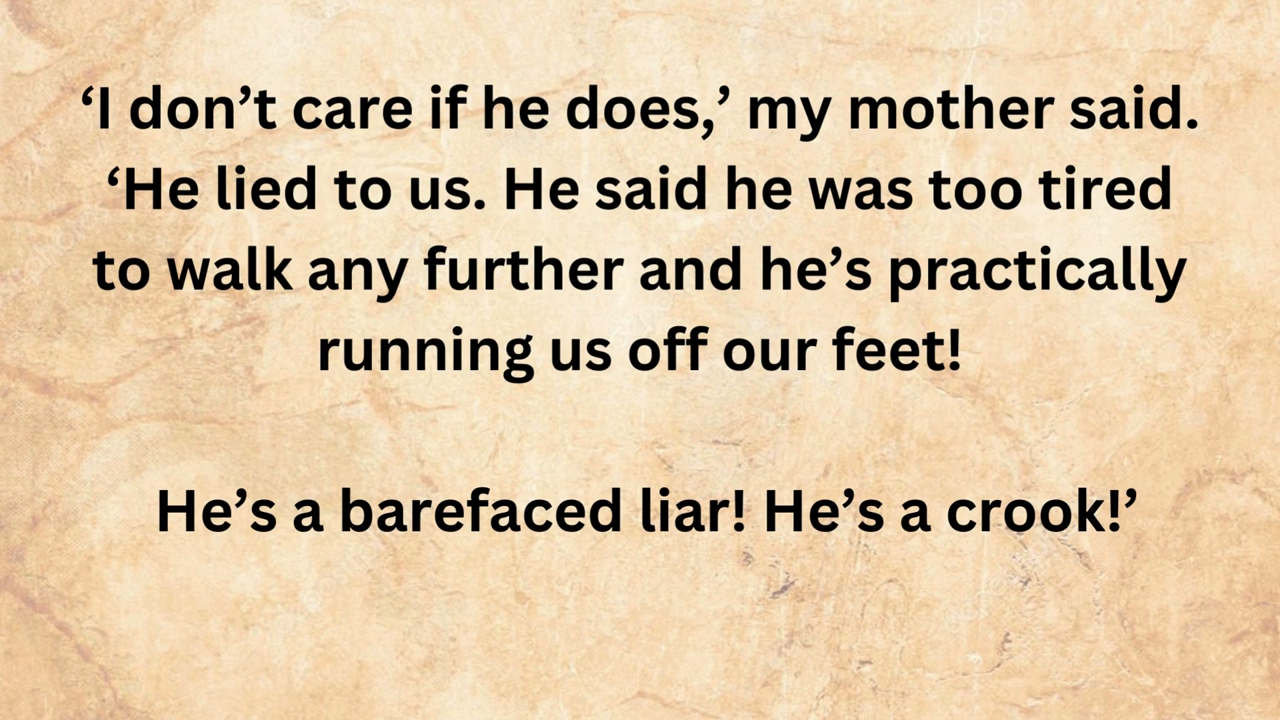 ‘I don’t care if he does,’ my mother said.
‘He lied to us. He said he was too tired
to walk any further and he’s practically
running us off our feet!
He’s a barefaced liar! He’s a crook!’